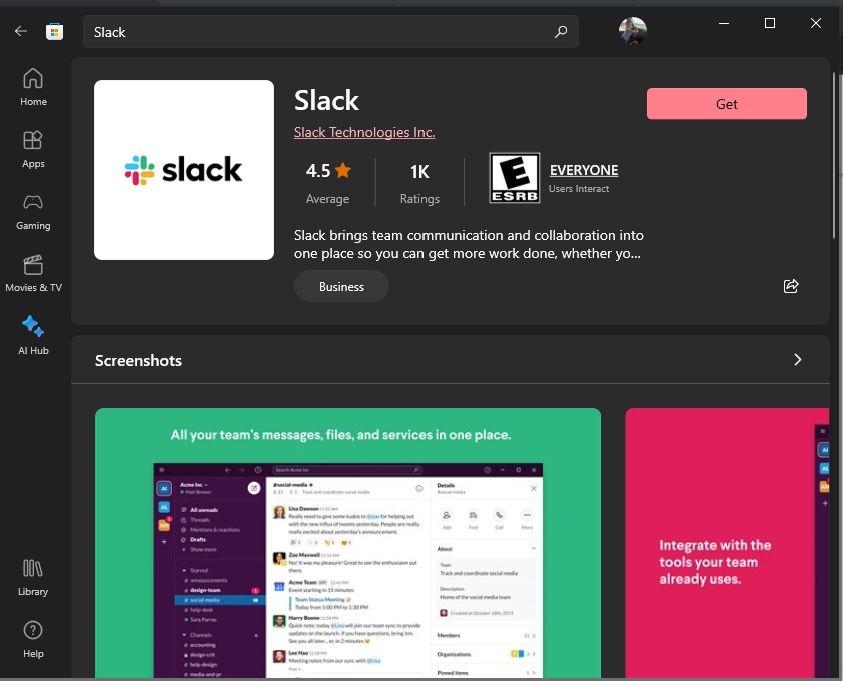 Slack
Home
Apps
Gaming
Movies & TV
AI Hub
Library
Help
slack
Slack
Slack Technologies Inc.
Get
4.5
Average
1K
Ratings
E
ESRB
EVERYONE
Users Interact
Slack brings team communication and collaboration into
one place so you can get more work done, whether yo...
Business
Screenshots
All your team's messages, files, and services in one place.
Search Acme Inc
Acme Inc
Matt Brewer
All unreads
Threads
Mentions & reactions
Drafts
Show more
Starred
# announcements
# design-team 1
# social-media
# help-desk
Sara Parras
Channels +
# accounting
# design-crit
# help-design
# media-and-pr
#social-media
Track and coordinate social media
Lisa Dawson
Really need to give some kudos to for helping out
with the new influx of tweets yesterday. People are really,
really excited about yesterday's announcement.
Zoe Maxwell
No! It was my pleasure! Great to see the enthusiasm out
there.
Acme Team
Event starting in 15 minutes:
Team Status Meeting
Today from 1:00 PM to 1:30 PM
Harry Boone
Quick note: today @Lisa will join our team sync to provide
updates on the launch. If you have questions, bring 'em.
See you all later... er, in 2 minutes
Lee Hao
Meeting notes from our sync with @Lisa
Post
Details
#social-media
Add
Find
Call
More
About
Topic
Track and coordinate social media
Description
Home of the social media team
Created on October 18th, 2019
Members
Organizations 2
Pinned items 1
Integrate with the
tools your team
already uses.